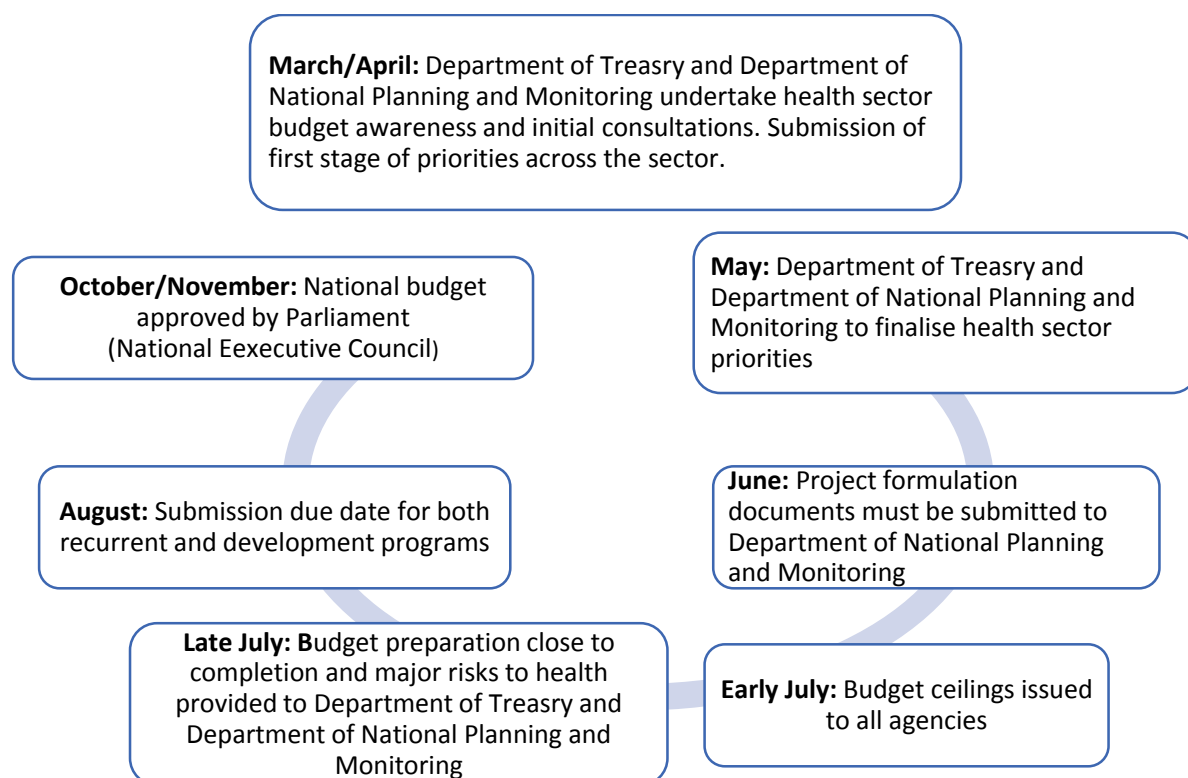 March/April: Department of Treasry and Department of
National Planning and Monitoring undertake health sector
budget awareness and initial consultations. Submission of
first stage of priorities across the sector.
May: Department of Treasry and
Department of National Planning and
Monitoring to finalise health sector
priorities
June: Project formulation
documents must be submitted to
Department of National Planning
and Monitoring
Early July: Budget ceilings issued
to all agencies
Late July: Budget preparation close to
completion and major risks to health
provided to Department of Treasry and
Department of National Planning and
Monitoring
August: Submission due date for both
recurrent and development programs
October/November: National budget
approved by Parliament
(National Eexecutive Council)